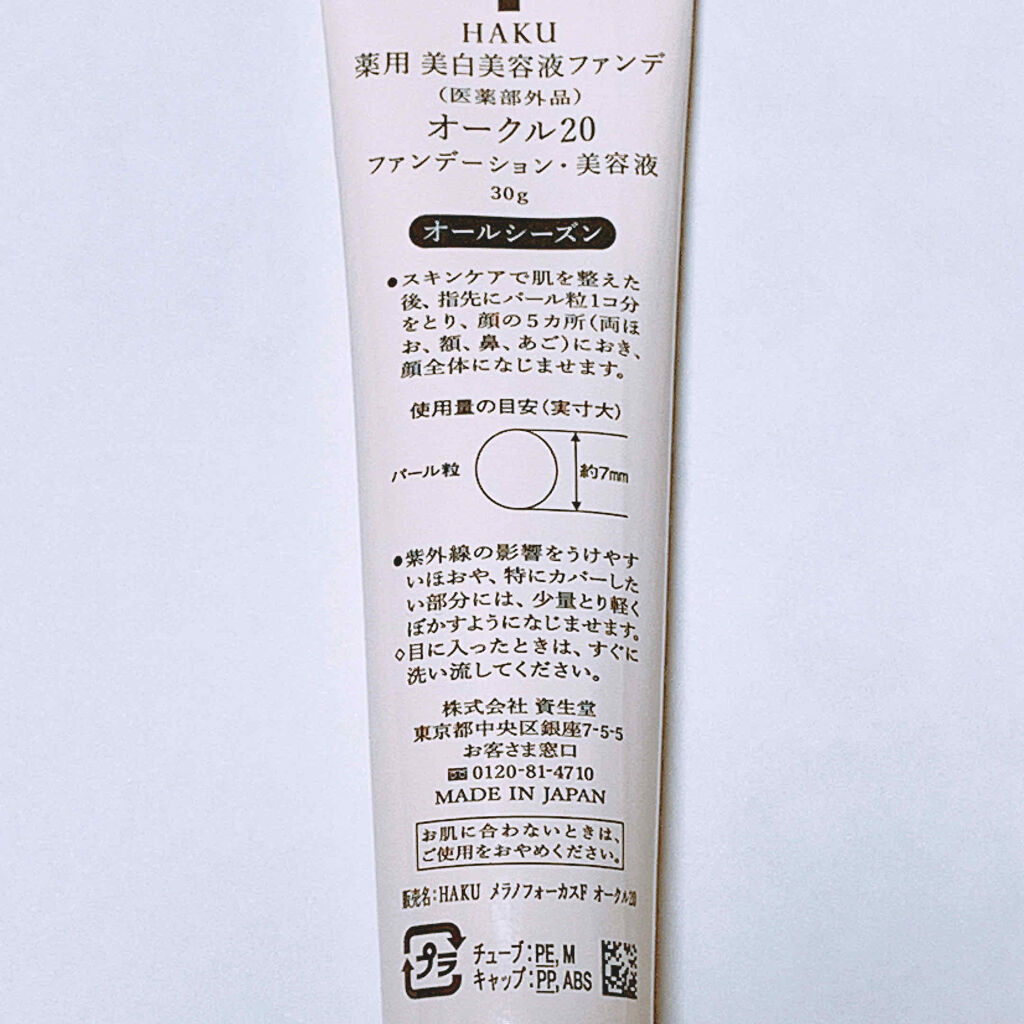 HAKU
薬用 美白美容液ファンデ
(医薬部外品)
オークル20
ファンデーション・美容液
30g
オールシーズン
●スキンケアで肌を整えた
後、指先にパール粒1コ分
をとり、顔の5カ所(両ほ
お、額、鼻、あご)におき、
顔全体になじませます。
使用量の目安(実寸大)
パール粒
約7mm
●紫外線の影響をうけやす
いほおや、特にカバーした
い部分には、少量とり軽く
ぼかすようになじませます。
◇目に入ったときは、すぐに
洗い流してください。
株式会社 資生堂
東京都中央区銀座7-5-5
お客さま窓口
0120-81-4710
MADE IN JAPAN
お肌に合わないときは、
ご使用をおやめください。
販売名:HAKU メラノフォーカスF オークル20
プラ
チューブ:PE, M
キャップ:PP, ABS